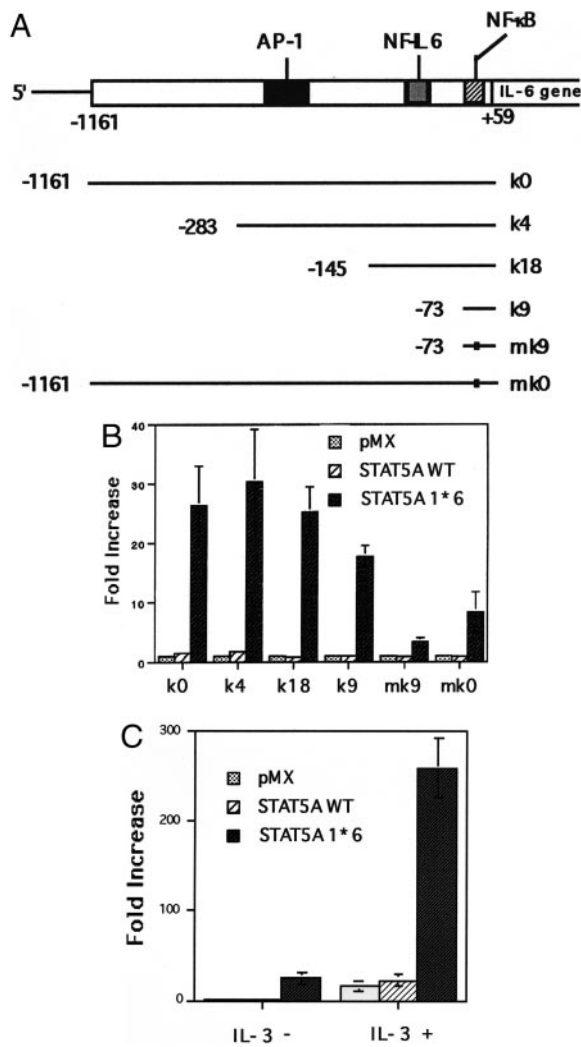 A
AP-1
NF-IL6
NF-κB
5'
IL-6 gene
-1161
+59
-1161
k0
-283
k4
-145
k18
-73
k9
-73
mk9
-1161
mk0
B
Fold Increase
40
30
20
10
0
pMX
STAT5A WT
STAT5A 1*6
k0 k4 k18 k9 mk9 mk0
C
Fold Increase
300
200
100
0
pMX
STAT5A WT
STAT5A 1*6
IL-3 - IL-3 +